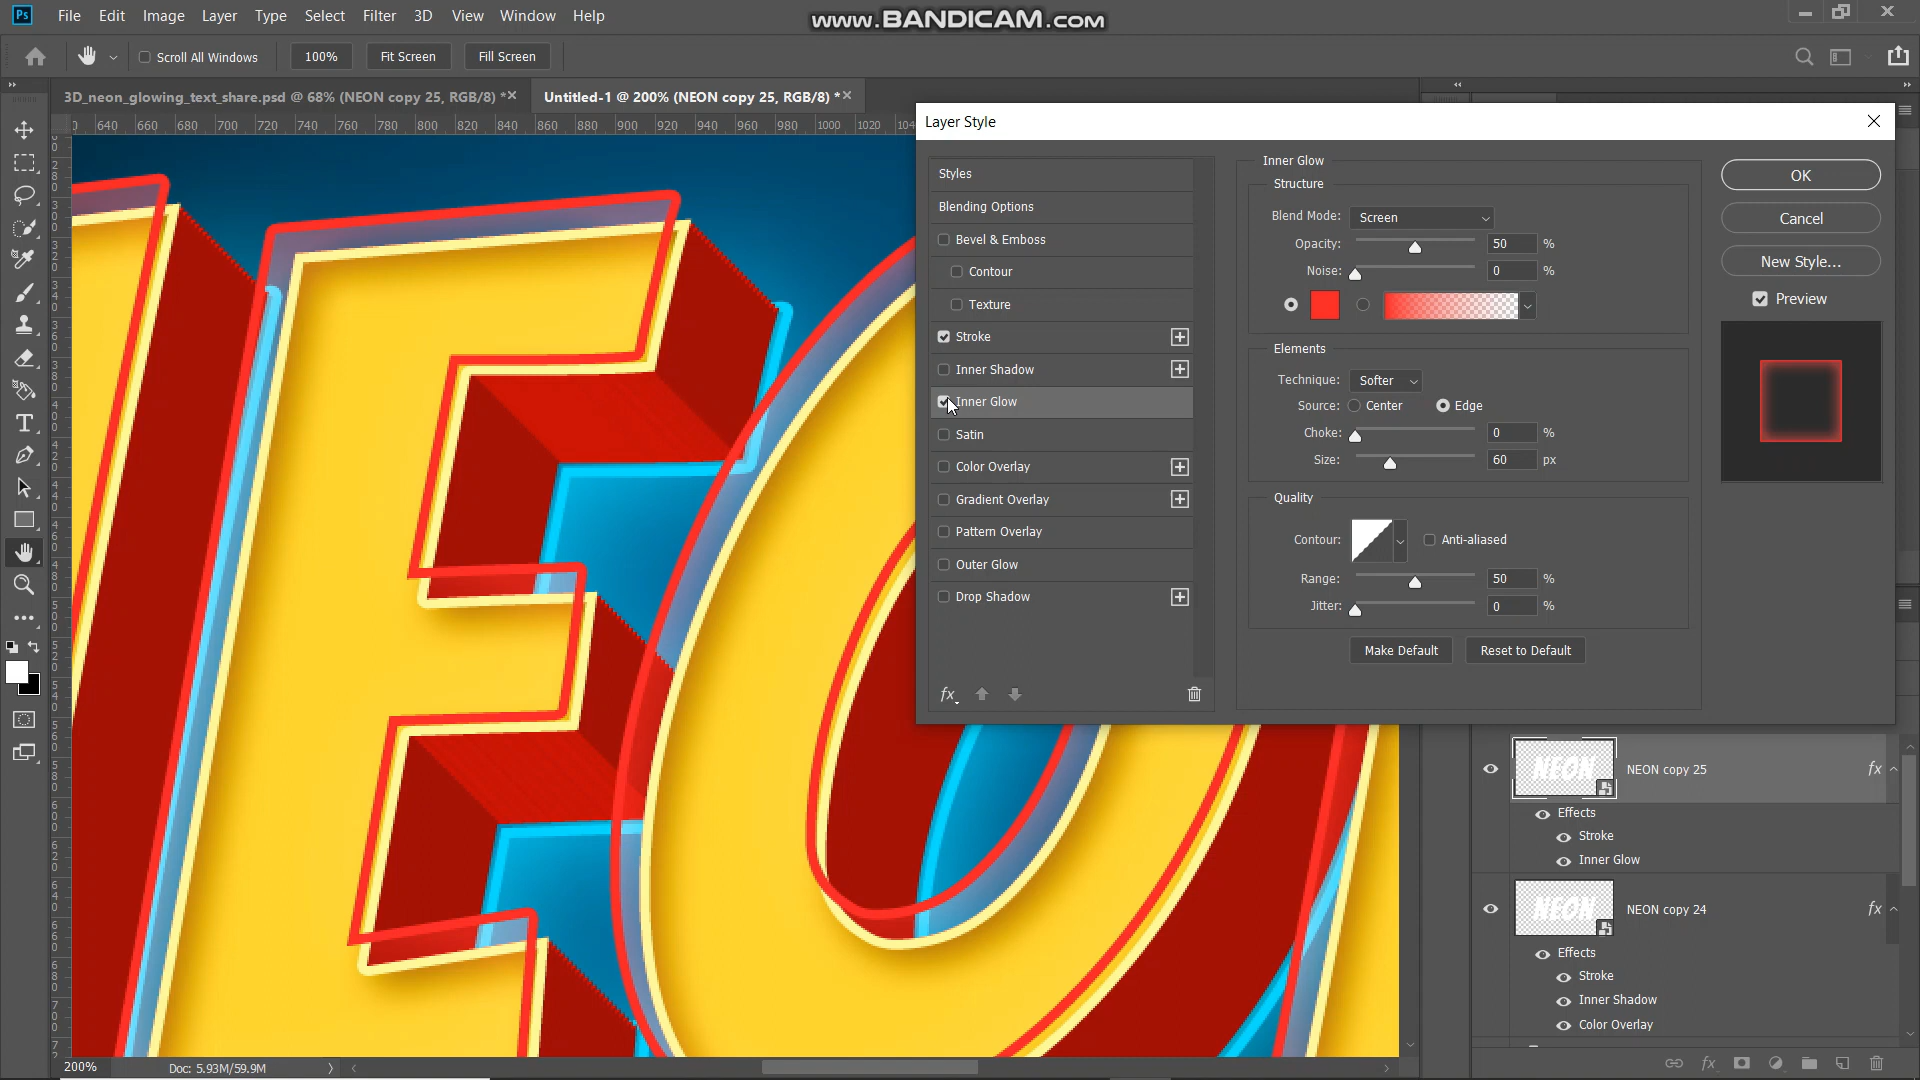 Ps File Edit Image Layer Type Select Filter 3D View Window Help
www.BANDICAM.com
Scroll All Windows 100% Fit Screen Fill Screen
3D_neon_glowing_text_share.psd @ 68% (NEON copy 25, RGB/8) * Untitled-1 @ 200% (NEON copy 25, RGB/8) *
640 660 680 700 720 740 760 780 800 820 840 860 880 900 920 940 960 980 1000 1020
Layer Style
Styles
Blending Options
Bevel & Emboss
Contour
Texture
Stroke
Inner Shadow
Inner Glow
Satin
Color Overlay
Gradient Overlay
Pattern Overlay
Outer Glow
Drop Shadow
fx
Inner Glow
Structure
Blend Mode: Screen
Opacity: 50 %
Noise: 0 %
Elements
Technique: Softer
Source: Center Edge
Choke: 0 %
Size: 60 px
Quality
Contour: Anti-aliased
Range: 50 %
Jitter: 0 %
Make Default Reset to Default
OK
Cancel
New Style...
Preview
NEON NEON copy 25 fx
Effects
Stroke
Inner Glow
NEON NEON copy 24 fx
Effects
Stroke
Inner Shadow
Color Overlay
200% Doc: 5.93M/59.9M
fx